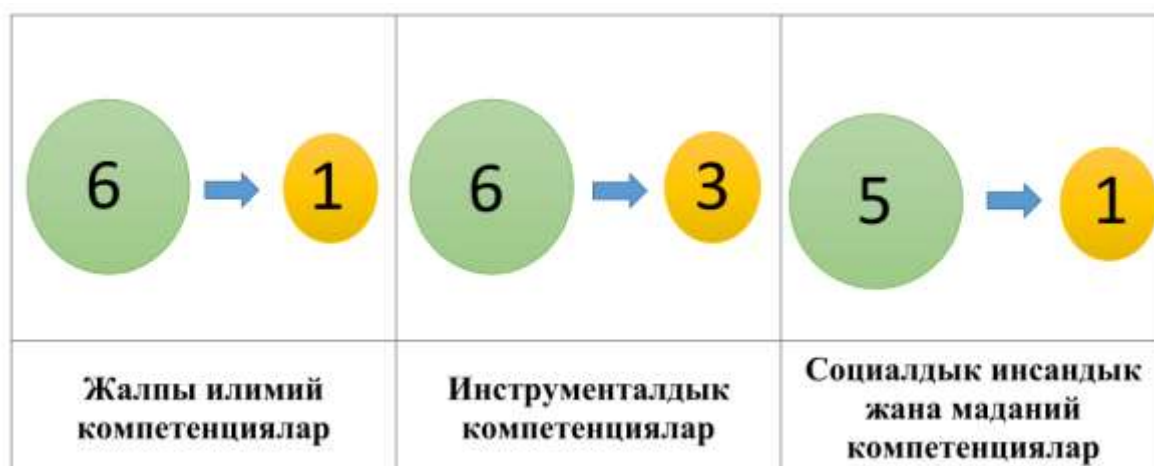 6
1
6
3
5
1
Жалпы илимий
компетенциялар
Инструменталдык
компетенциялар
Социалдык инсандык
жана маданий
компетенциялар